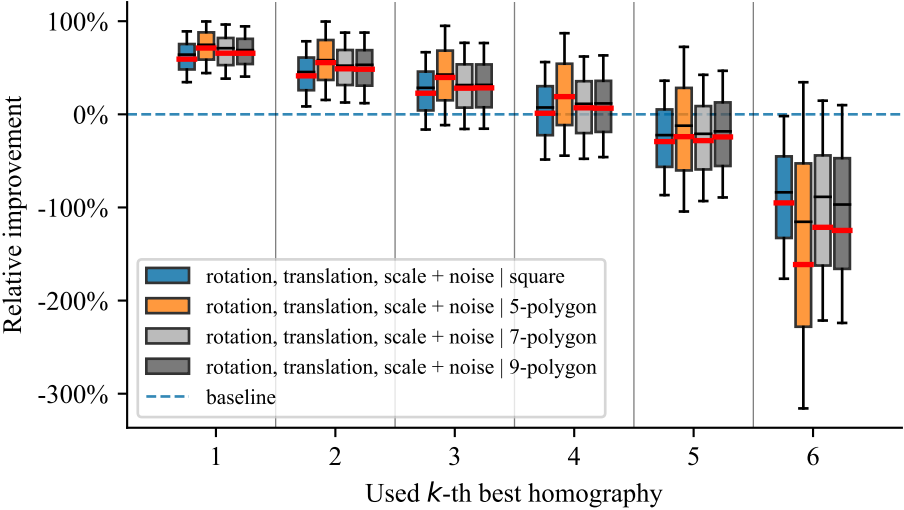 100%
0%
-100%
-200%
-300%
Relative improvement
rotation, translation, scale + noise | square
rotation, translation, scale + noise | 5-polygon
rotation, translation, scale + noise | 7-polygon
rotation, translation, scale + noise | 9-polygon
baseline
1 2 3 4 5 6
Used k-th best homography